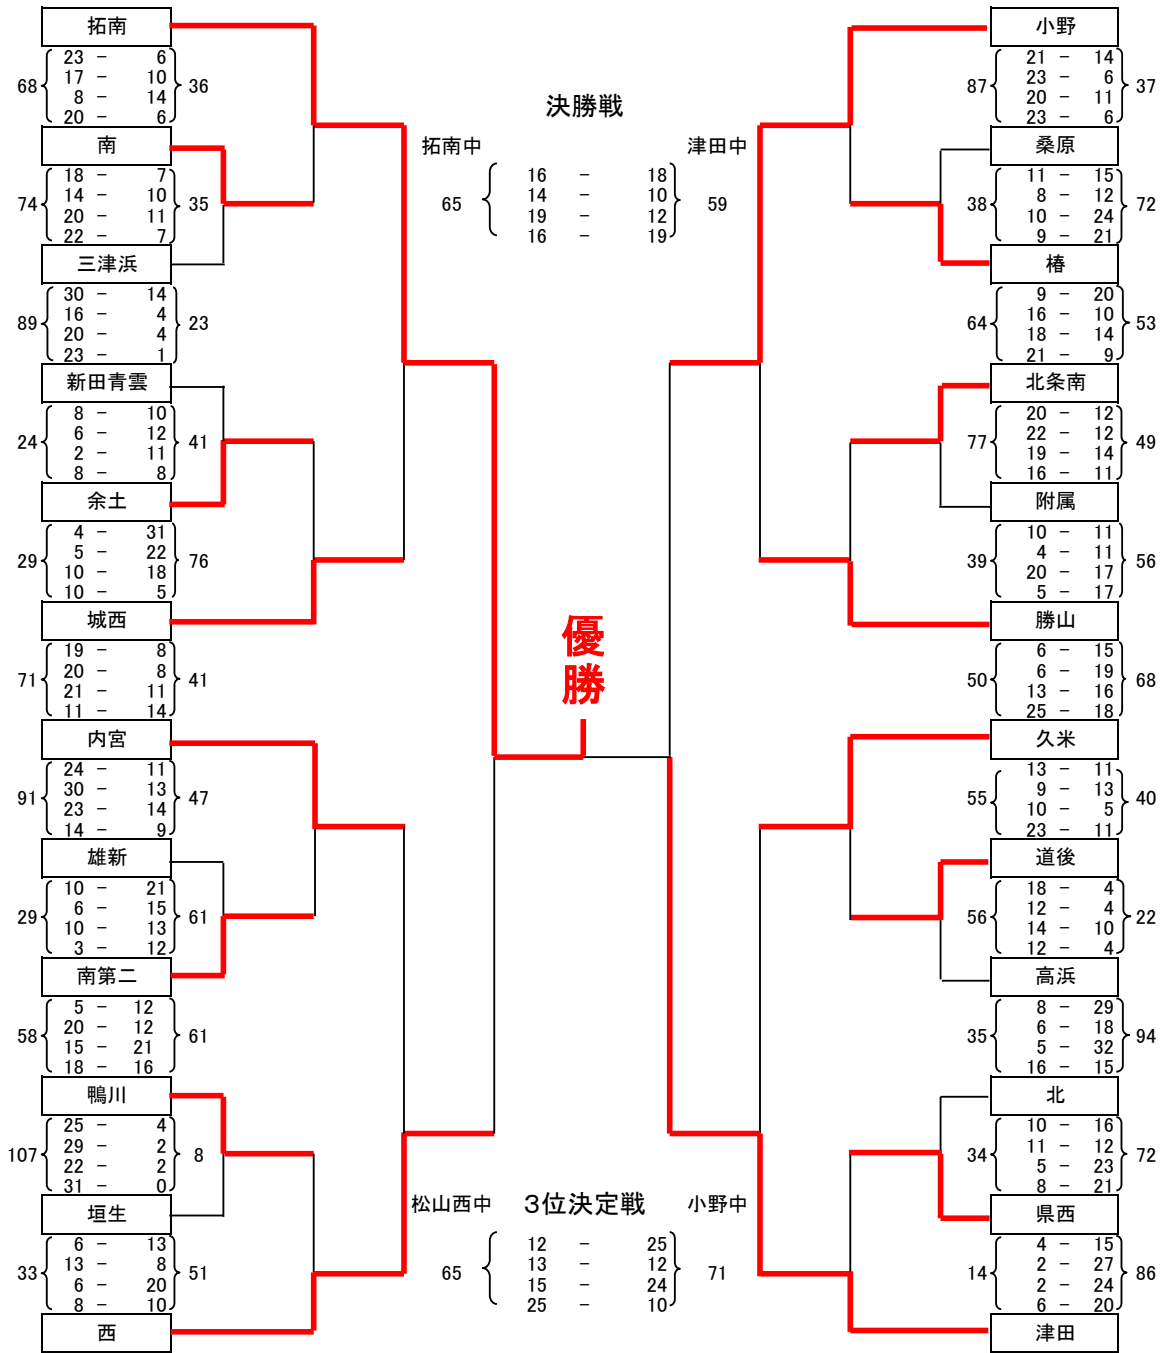 拓南
23 − 6
68 17 − 10 36
8 − 14
20 − 6
南
18 − 7
74 14 − 10 35
20 − 11
22 − 7
三津浜
30 − 14
89 16 − 4 23
20 − 4
23 − 1
新田青雲
8 − 10
24 6 − 12 41
2 − 11
8 − 8
余土
4 − 31
29 5 − 22 76
10 − 18
10 − 5
城西
19 − 8
71 20 − 8 41
21 − 11
11 − 14
内宮
24 − 11
91 30 − 13 47
23 − 14
14 − 9
雄新
10 − 21
29 6 − 15 61
10 − 13
3 − 12
南第二
5 − 12
58 20 − 12 61
15 − 21
18 − 16
鴨川
25 − 4
107 29 − 2 8
22 − 2
31 − 0
垣生
6 − 13
33 13 − 8 51
6 − 20
8 − 10
西
決勝戦
拓南中 津田中
16 − 18
65 14 − 10 59
19 − 12
16 − 19
優
勝
松山西中 3位決定戦 小野中
12 − 25
65 13 − 12 71
15 − 24
25 − 10
小野
21 − 14
87 23 − 6 37
20 − 11
23 − 6
桑原
11 − 15
38 8 − 12 72
10 − 24
9 − 21
椿
9 − 20
64 16 − 10 53
18 − 14
21 − 9
北条南
20 − 12
77 22 − 12 49
19 − 14
16 − 11
附属
10 − 11
39 4 − 11 56
20 − 17
5 − 17
勝山
6 − 15
50 6 − 19 68
13 − 16
25 − 18
久米
13 − 11
55 9 − 13 40
10 − 5
23 − 11
道後
18 − 4
56 12 − 4 22
14 − 10
12 − 4
高浜
8 − 29
35 6 − 18 94
5 − 32
16 − 15
北
10 − 16
34 11 − 12 72
5 − 23
8 − 21
県西
4 − 15
14 2 − 27 86
2 − 24
6 − 20
津田